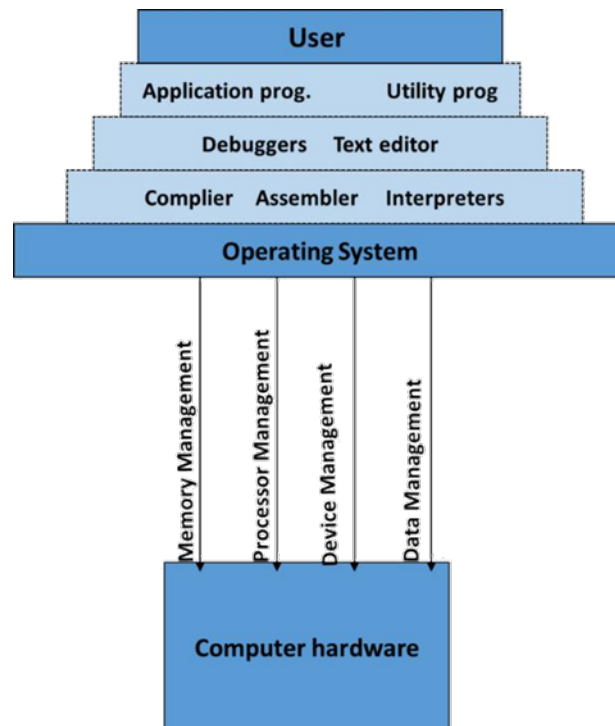 User
Application prog. Utility prog
Debuggers Text editor
Complier Assembler Interpreters
Operating System
Memory Management
Processor Management
Device Management
Data Management
Computer hardware